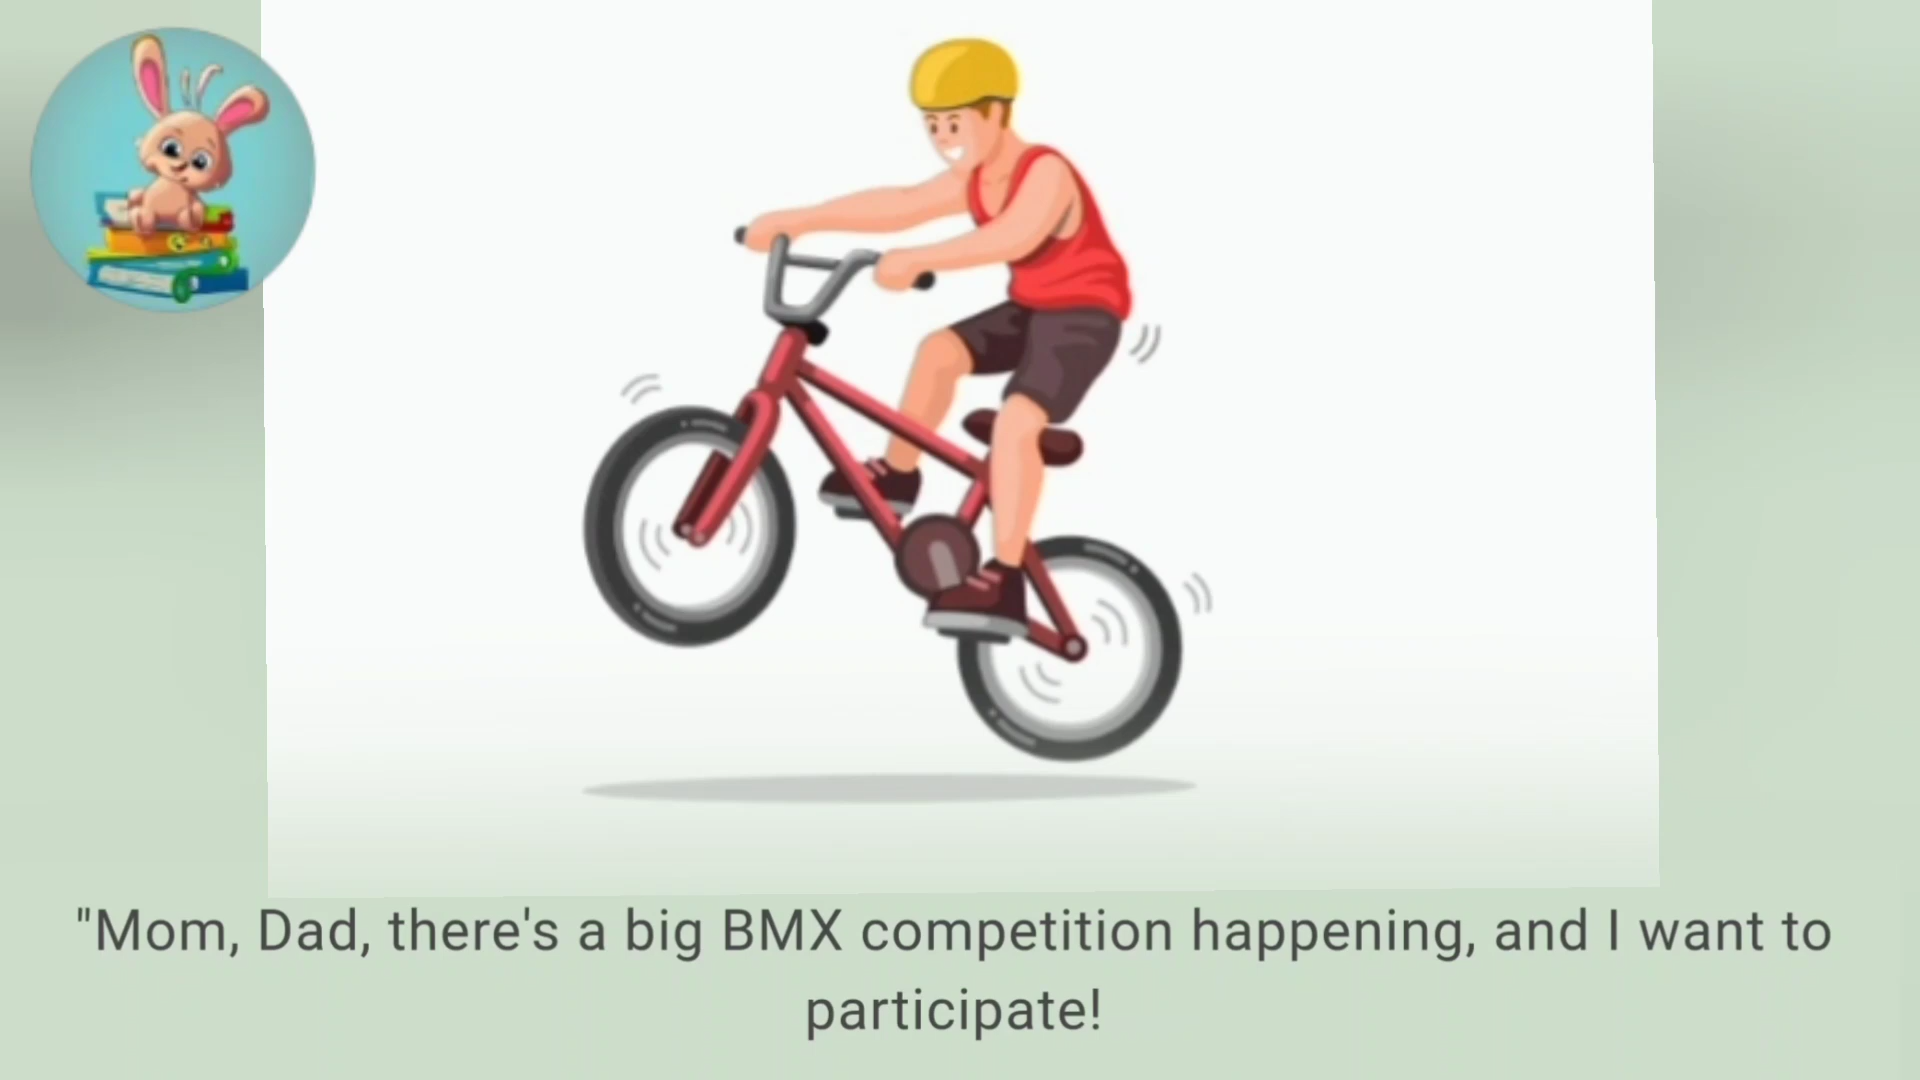 "Mom, Dad, there's a big BMX competition happening, and I want to
participate!